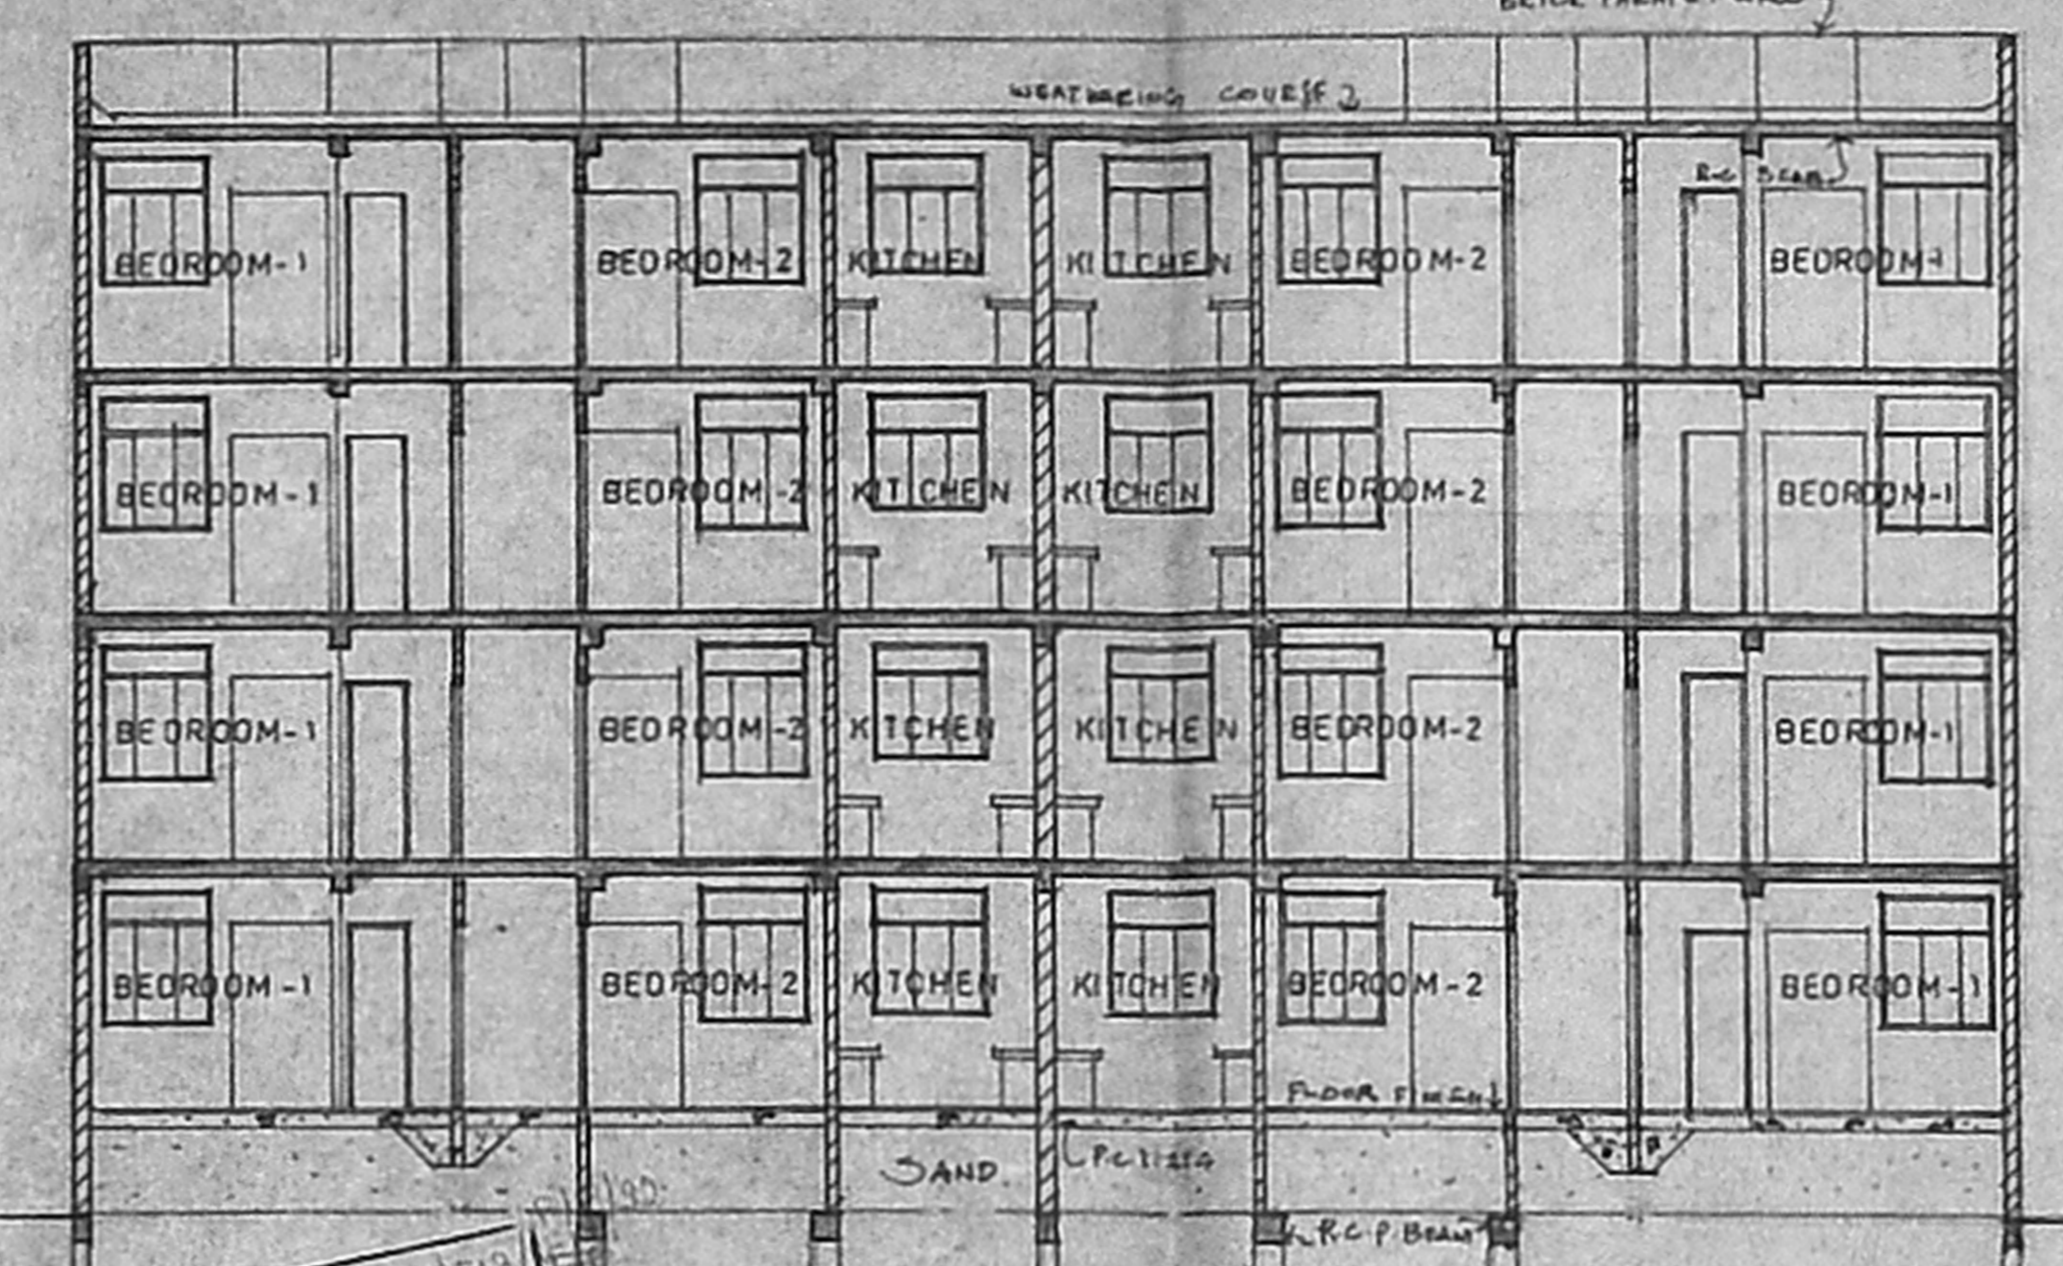 WEATHERING COURSE
R.C. BEAM
BEDROOM-1 BEDROOM-2 KITCHEN KITCHEN BEDROOM-2 BEDROOM-1
BEDROOM-1 BEDROOM-2 KITCHEN KITCHEN BEDROOM-2 BEDROOM-1
BEDROOM-1 BEDROOM-2 KITCHEN KITCHEN BEDROOM-2 BEDROOM-1
BEDROOM-1 BEDROOM-2 KITCHEN KITCHEN BEDROOM-2 BEDROOM-1
FLOOR FINISH
SAND
R.C.P. BEAM